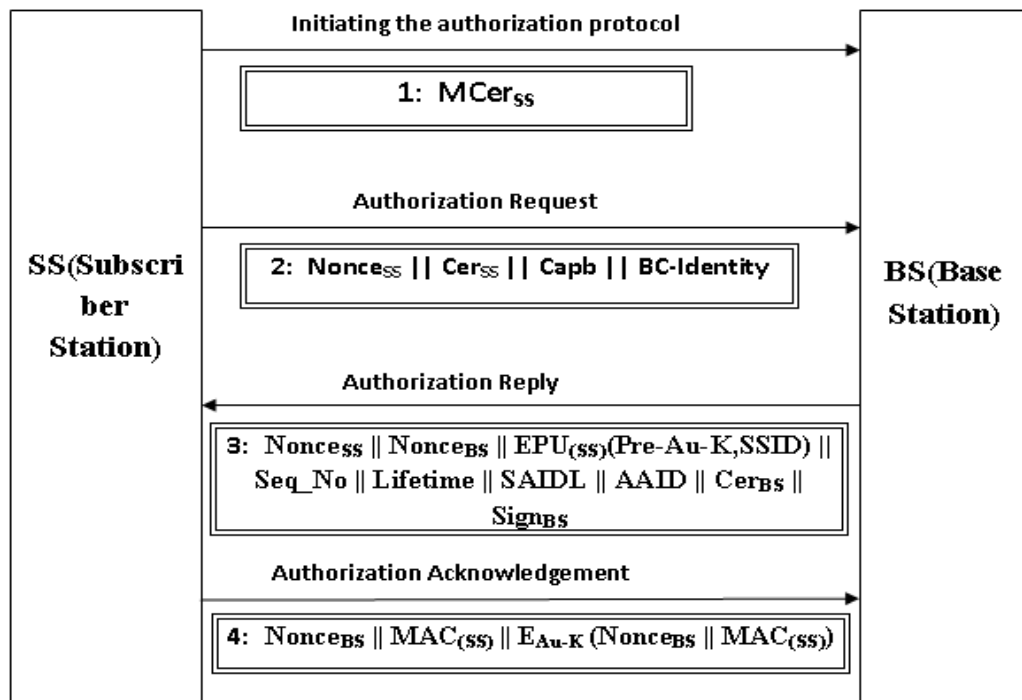 Initiating the authorization protocol
1: MCerSS
Authorization Request
SS(Subscri
ber
Station)
2: NonceSS || CerSS || Capb || BC-Identity
BS(Base
Station)
Authorization Reply
3: NonceSS || NonceBS || EPU(SS)(Pre-Au-K,SSID) ||
Seq_No || Lifetime || SAIDL || AAID || CerBS ||
SignBS
Authorization Acknowledgement
4: NonceBS || MAC(SS) || EAu-K (NonceBS || MAC(SS))